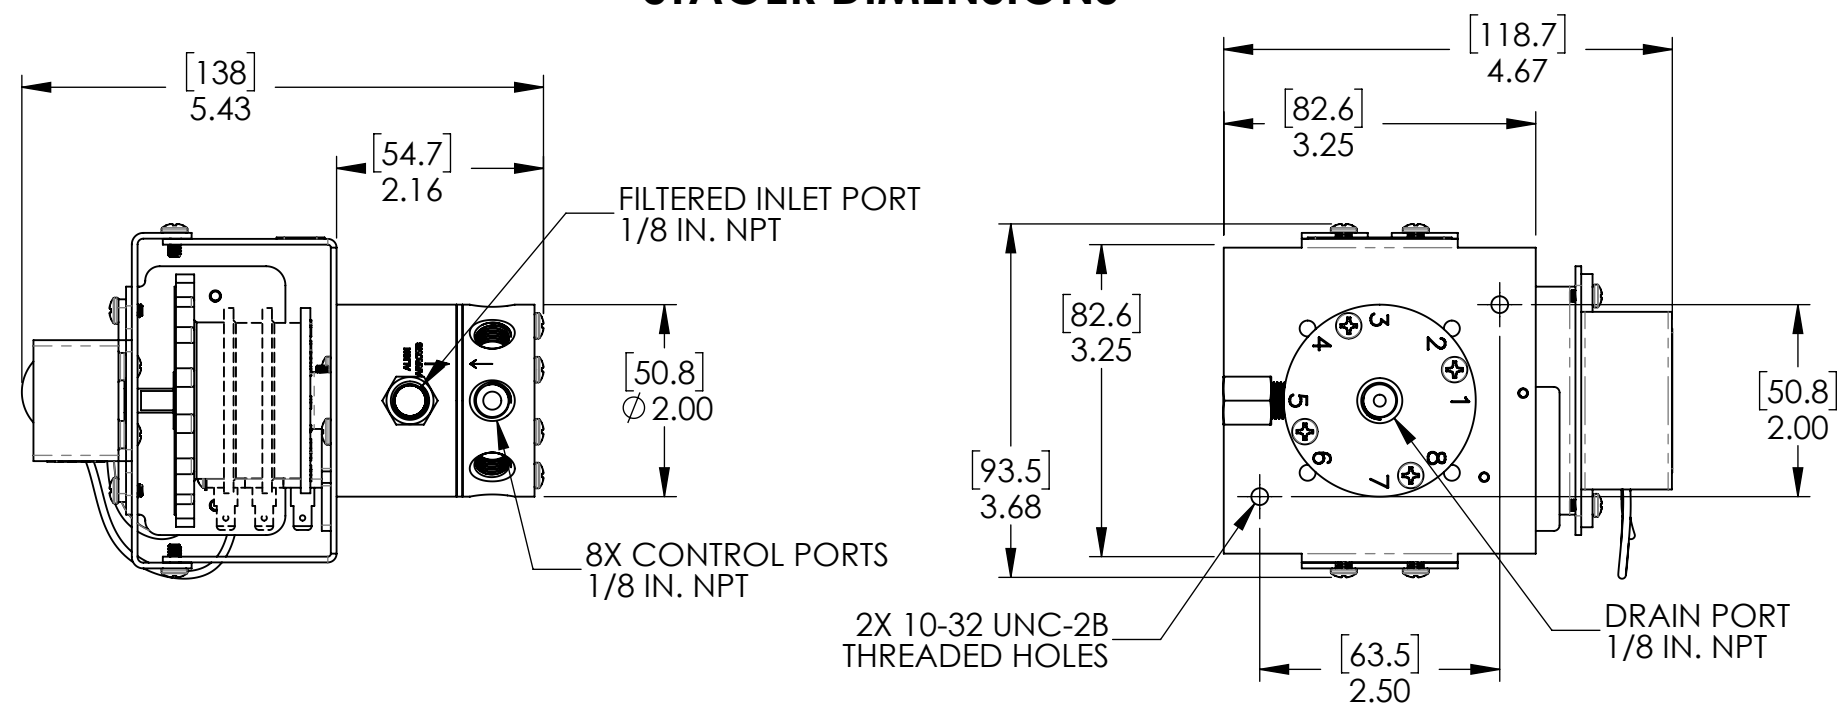 STAGER DIMENSIONS
[138]
5.43
[54.7]
2.16
FILTERED INLET PORT
1/8 IN. NPT
[50.8]
∅ 2.00
8X CONTROL PORTS
1/8 IN. NPT
[118.7]
4.67
[82.6]
3.25
[82.6]
3.25
[93.5]
3.68
3
4
2
5
1
6
8
7
[50.8]
2.00
2X 10-32 UNC-2B
THREADED HOLES
[63.5]
2.50
DRAIN PORT
1/8 IN. NPT